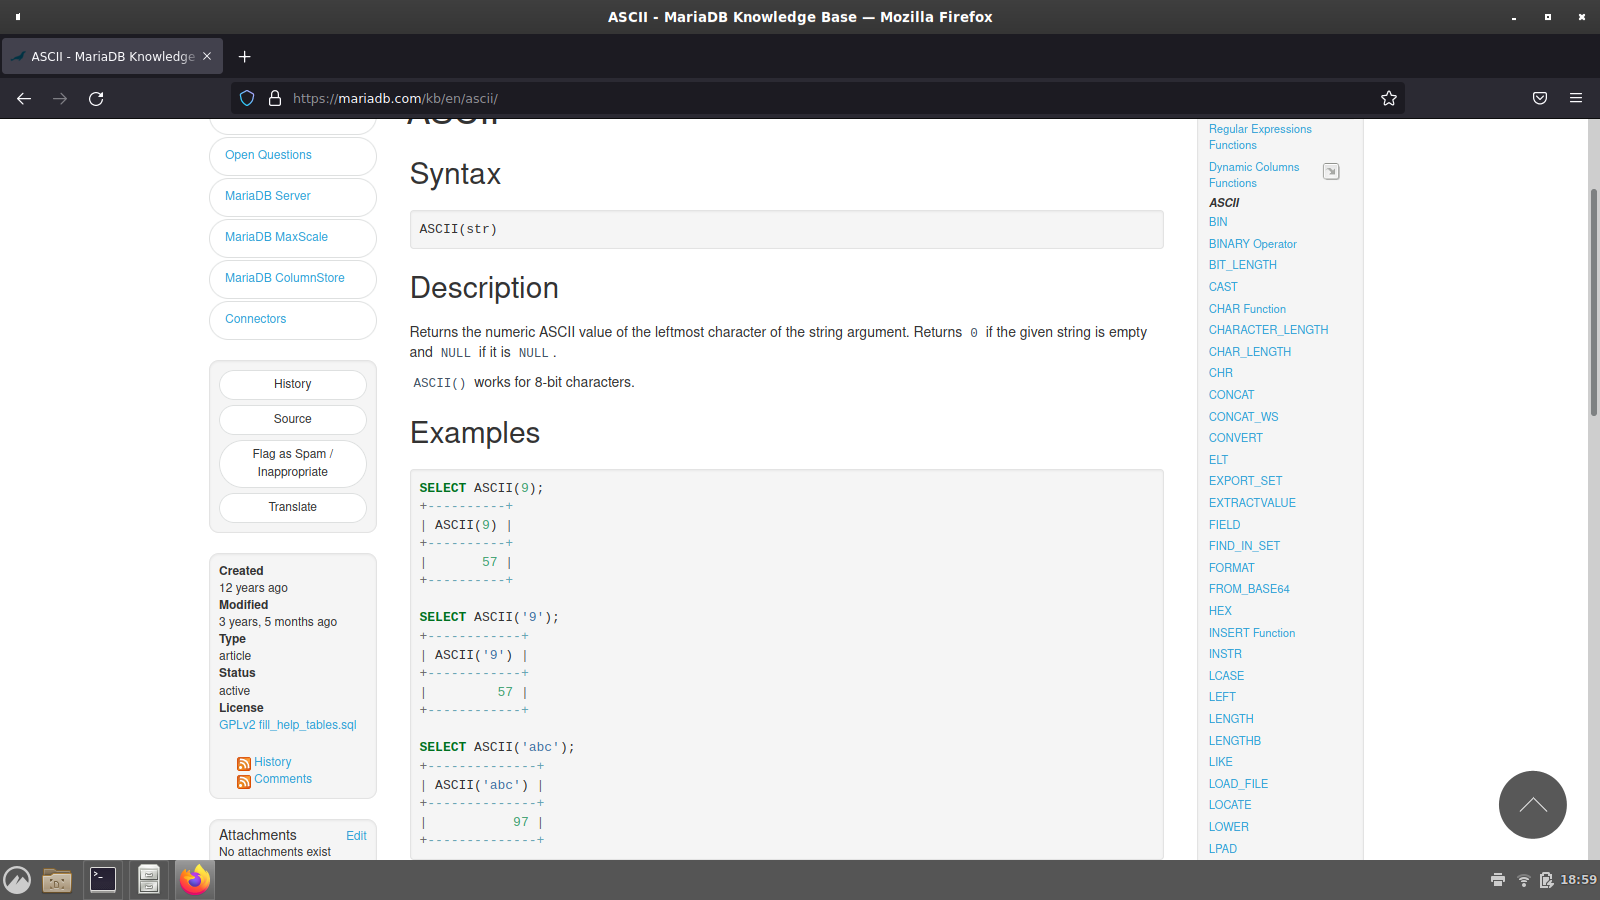 ASCII - MariaDB Knowledge Base — Mozilla Firefox
ASCII - MariaDB Knowledge
https://mariadb.com/kb/en/ascii/
Open Questions
MariaDB Server
MariaDB MaxScale
MariaDB ColumnStore
Connectors
History
Source
Flag as Spam /
Inappropriate
Translate
Created
12 years ago
Modified
3 years, 5 months ago
Type
article
Status
active
License
GPLv2 fill_help_tables.sql
History
Comments
Attachments Edit
No attachments exist
ASCII
Syntax
ASCII(str)
Description
Returns the numeric ASCII value of the leftmost character of the string argument. Returns 0 if the given string is empty
and NULL if it is NULL.
ASCII() works for 8-bit characters.
Examples
SELECT ASCII(9);
+----------+
| ASCII(9) |
+----------+
|       57 |
+----------+
SELECT ASCII('9');
+------------+
| ASCII('9') |
+------------+
|         57 |
+------------+
SELECT ASCII('abc');
+--------------+
| ASCII('abc') |
+--------------+
|           97 |
+--------------+
Regular Expressions
Functions
Dynamic Columns
Functions
ASCII
BIN
BINARY Operator
BIT_LENGTH
CAST
CHAR Function
CHARACTER_LENGTH
CHAR_LENGTH
CHR
CONCAT
CONCAT_WS
CONVERT
ELT
EXPORT_SET
EXTRACTVALUE
FIELD
FIND_IN_SET
FORMAT
FROM_BASE64
HEX
INSERT Function
INSTR
LCASE
LEFT
LENGTH
LENGTHB
LIKE
LOAD_FILE
LOCATE
LOWER
LPAD
18:59